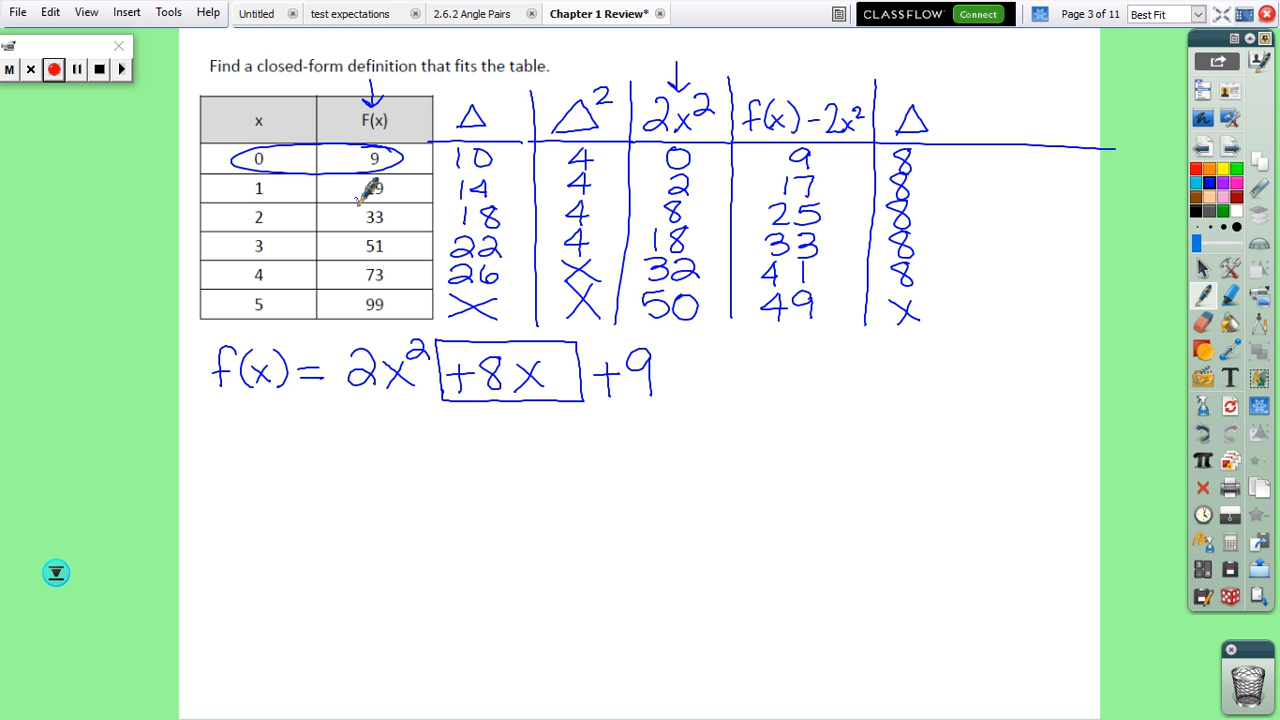 File Edit View Insert Tools Help
Untitled test expectations 2.6.2 Angle Pairs Chapter 1 Review*
CLASSFLOW Connect Page 3 of 11 Best Fit
M
Find a closed-form definition that fits the table.
x F(x) Δ Δ² 2x² f(x) - 2x² Δ
0 9 10 4 0 9 8
1 14 4 2 17 8
2 33 18 4 8 25 8
3 51 22 4 18 33 8
4 73 26 x 32 41 8
5 99 x x 50 49 x
f(x) = 2x² +8x +9